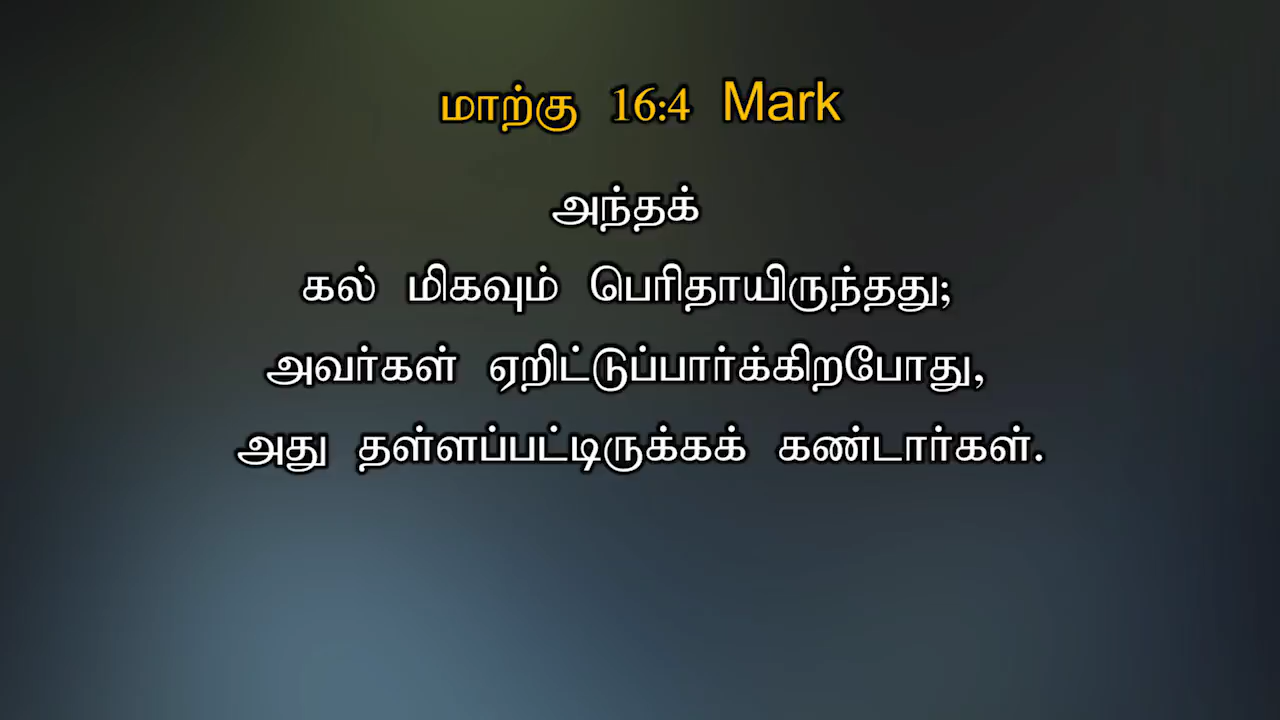 மாற்கு 16:4 Mark
அந்தக்
கல் மிகவும் பெரிதாயிருந்தது;
அவர்கள் ஏறிட்டுப்பார்க்கிறபோது,
அது தள்ளப்பட்டிருக்கக் கண்டார்கள்.